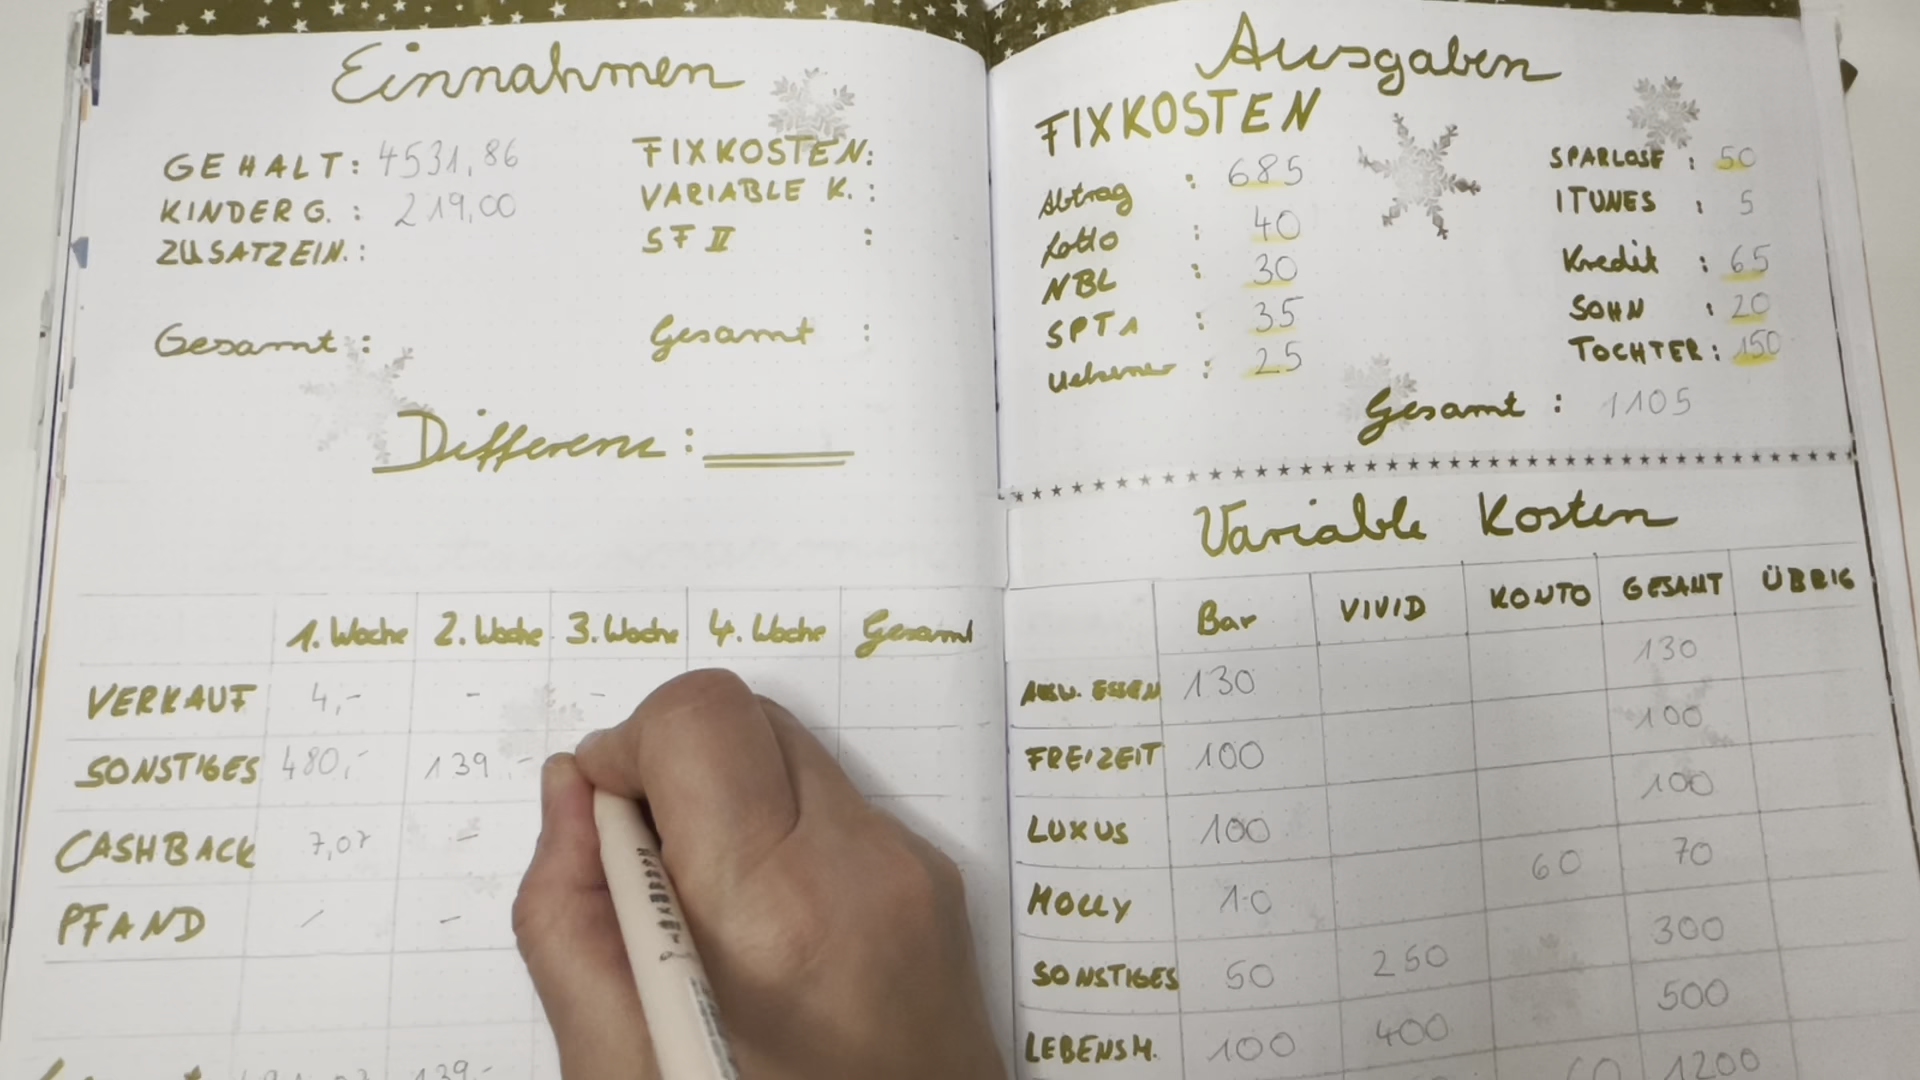 Einnahmen
GEHALT: 4531,86
KINDERG. : 219,00
ZUSATZEIN.:
Gesamt :
FIXKOSTEN:
VARIABLE K. :
SF II :
Gesamt :
Differenz :
1. Woche 2. Woche 3. Woche 4. Woche Gesamt
VERKAUF 4,- - -
SONSTIGES 480,- 139,-
CASHBACK 7,07 -
PFAND - -
139,-
Ausgaben
FIXKOSTEN
Abtrag : 685
Lotto : 40
NBL : 30
SPT1 : 35
: 25
SPARLOSE : 50
ITUNES : 5
Kredit : 65
SOHN : 20
TOCHTER : 150
Gesamt : 1105
Variable Kosten
Bar VIVID KONTO GESAMT ÜBRIG
AUSW. ESSEN 130 130
FREIZEIT 100 100
LUXUS 100 100
MOLLY 10 60 70
SONSTIGES 50 250 300
LEBENSM. 100 400 500
60 1200